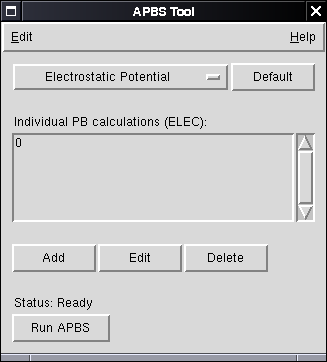 APBS Tool
Edit Help
Electrostatic Potential Default
Individual PB calculations (ELEC):
0
Add Edit Delete
Status: Ready
Run APBS